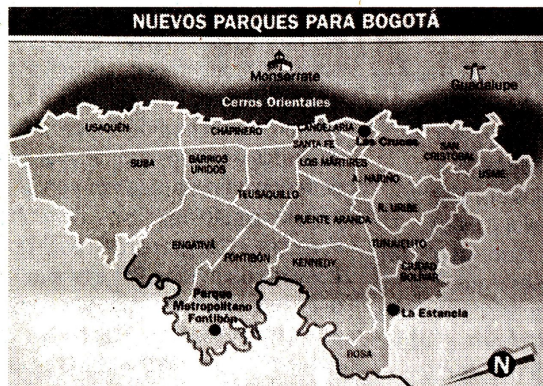 NUEVOS PARQUES PARA BOGOTÁ
Monserrate
Guadalupe
Cerros Orientales
USAQUÉN
CHAPINERO
CANDELARIA
Las Cruces
SANTA FE
SAN
CRISTÓBAL
SUBA
BARRIOS
UNIDOS
LOS MÁRTIRES
USME
A. NARIÑO
TEUSAQUILLO
R. URIBE
PUENTE ARANDA
TUNJUELITO
ENGATIVÁ
FONTIBÓN
KENNEDY
CIUDAD
BOLÍVAR
Parque
Metropolitano
Fontibón
La Estancia
BOSA
N